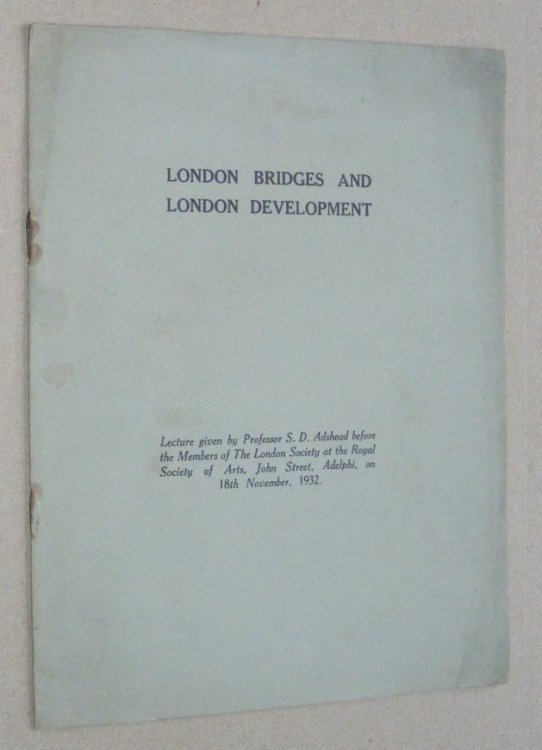 LONDON BRIDGES AND
LONDON DEVELOPMENT
Lecture given by Professor S. D. Adshead before
the Members of The London Society at the Royal
Society of Arts, John Street, Adelphi, on
18th November, 1932.